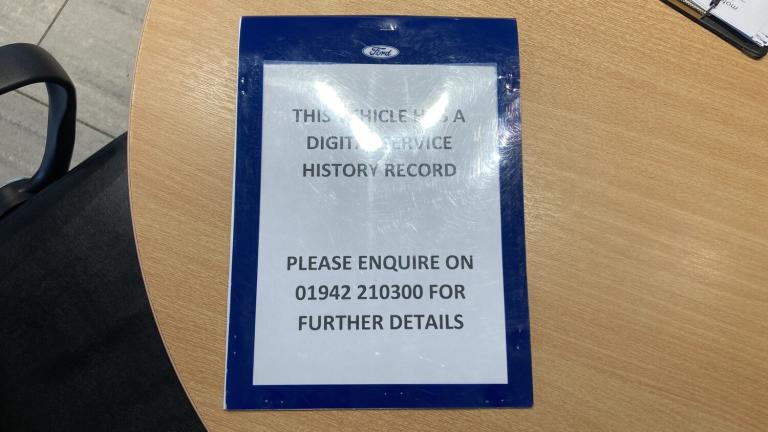 Ford
THIS VEHICLE HAS A
DIGITAL SERVICE
HISTORY RECORD
PLEASE ENQUIRE ON
01942 210300 FOR
FURTHER DETAILS